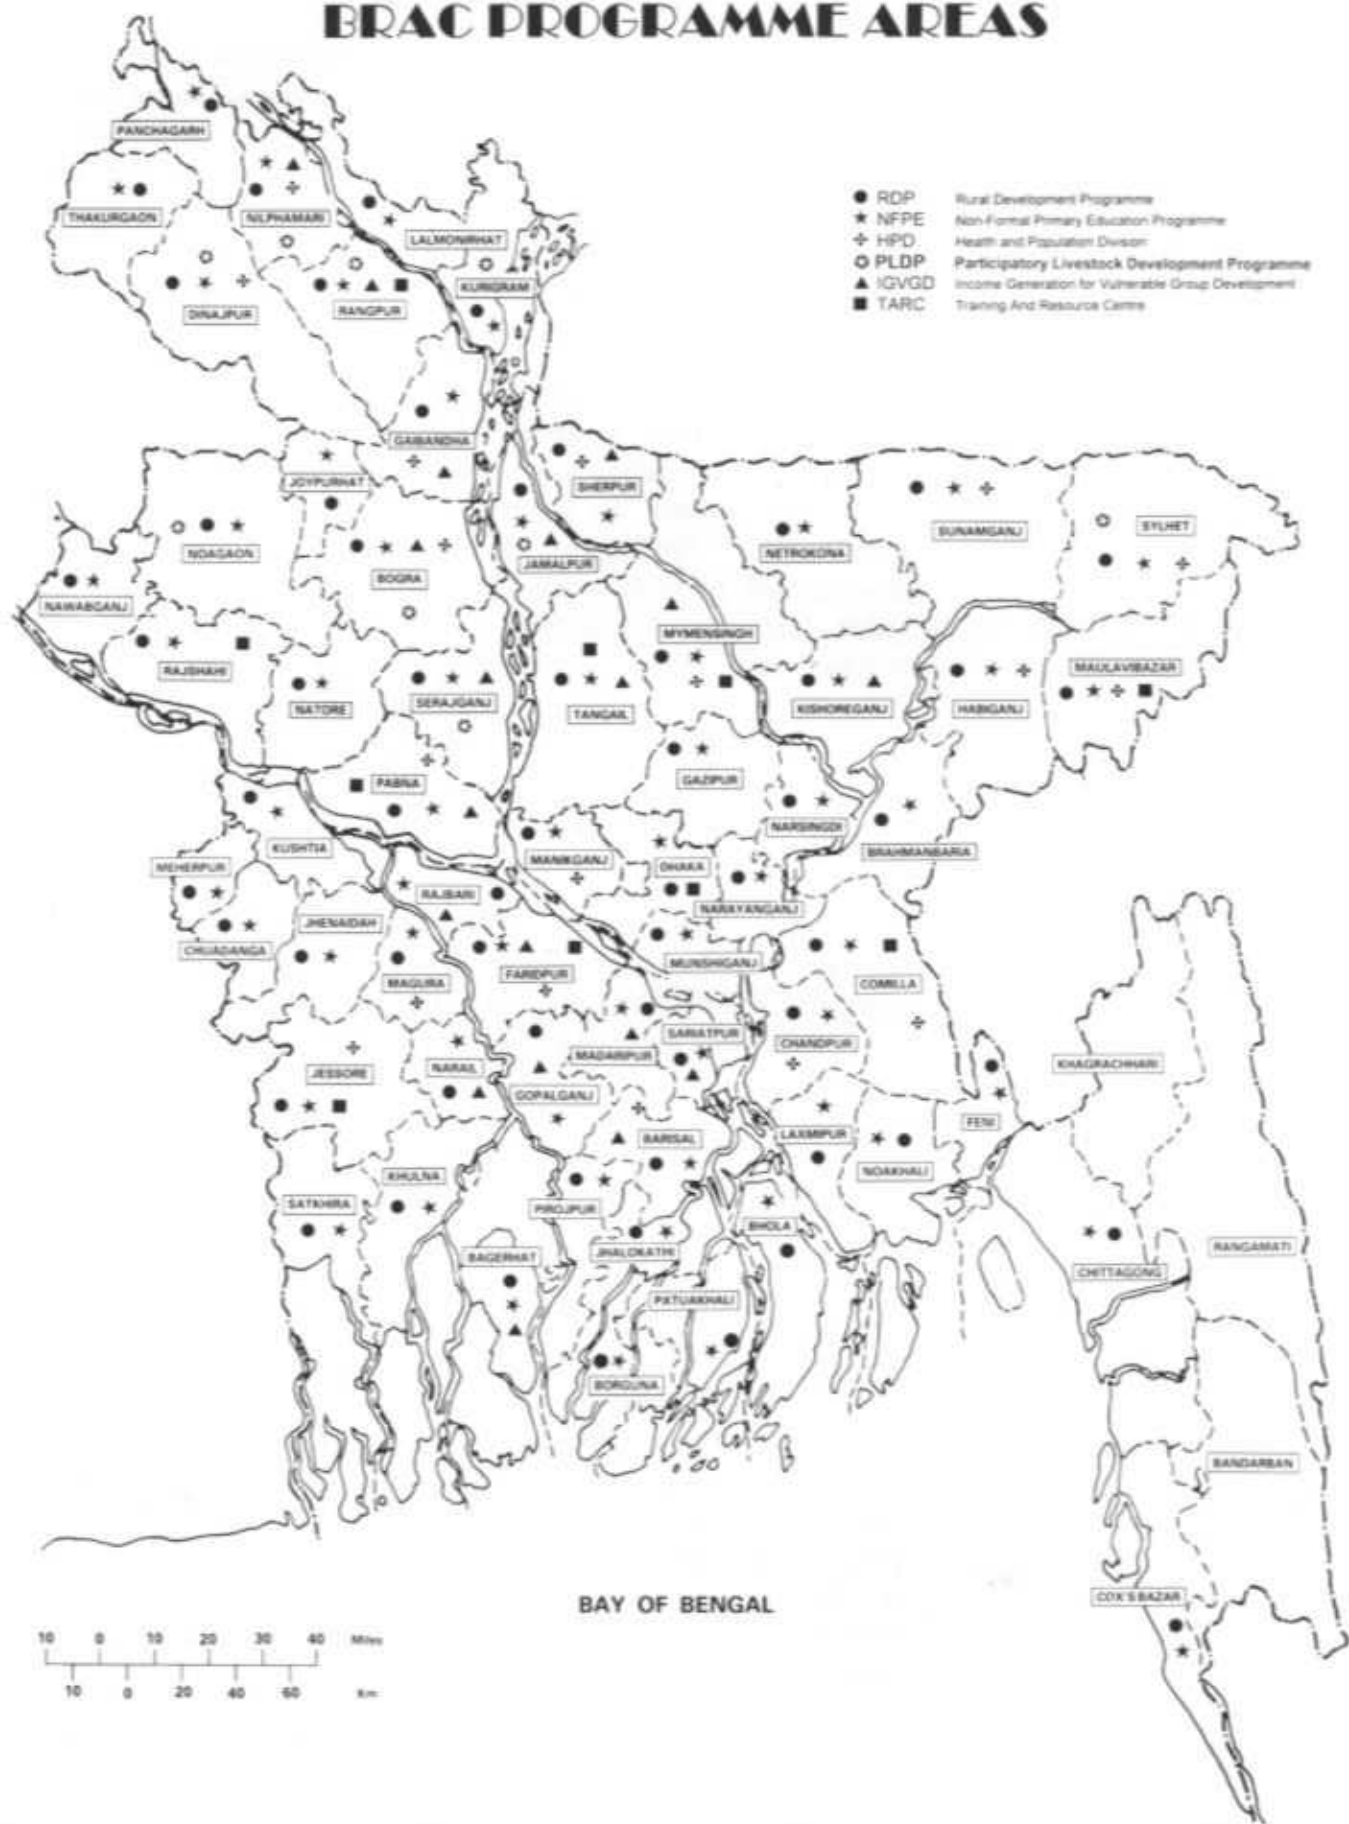 BRAC PROGRAMME AREAS
PANCHAGARH
THAKURGAON
NILPHAMARI
LALMONIRHAT
RDP Rural Development Programme
NFPE Non-Formal Primary Education Programme
HPD Health and Population Division
PLDP Participatory Livestock Development Programme
IGVGD Income Generation for Vulnerable Group Development
TARC Training And Resource Centre
KURIGRAM
DINAJPUR
RANGPUR
GAIBANDHA
JOYPURHAT
SHERPUR
NOAGAON
BOGRA
JAMALPUR
NETROKONA
SUNAMGANJ
SYLHET
NAWABGANJ
RAJSHAHI
NATORE
SERAJGANJ
TANGAIL
MYMENSINGH
KISHOREGANJ
HABIGANJ
MAULAVIBAZAR
PABNA
GAZIPUR
NARSINGDI
BRAHMANBARIA
KUSHTIA
MANIKGANJ
DHAKA
MEHERPUR
RAJBARI
NARAYANGANJ
CHUADANGA
JHENAIDAH
MAGURA
FARIDPUR
MUNSHIGANJ
COMILLA
JESSORE
NARAIL
MADARIPUR
SARIATPUR
CHANDPUR
KHAGRACHHARI
GOPALGANJ
BARISAL
LAXMIPUR
NOAKHALI
FENI
SATKHIRA
KHULNA
PIROJPUR
BHOLA
BAGERHAT
JHALOKATHI
CHITTAGONG
RANGAMATI
PATUAKHALI
BORGUNA
BANDARBAN
COX'S BAZAR
BAY OF BENGAL
10 0 10 20 30 40 Miles
10 0 20 40 60 Km